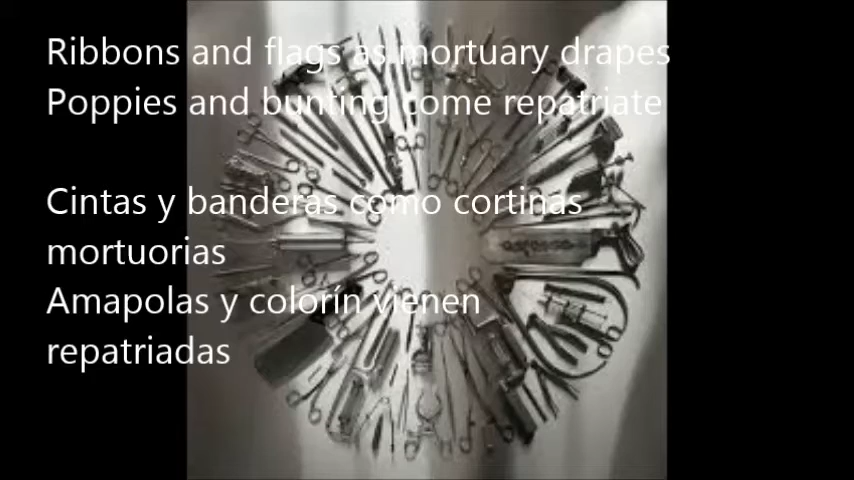 Ribbons and flags as mortuary drapes
Poppies and bunting come repatriate
Cintas y banderas como cortinas
mortuorias
Amapolas y colorín vienen
repatriadas